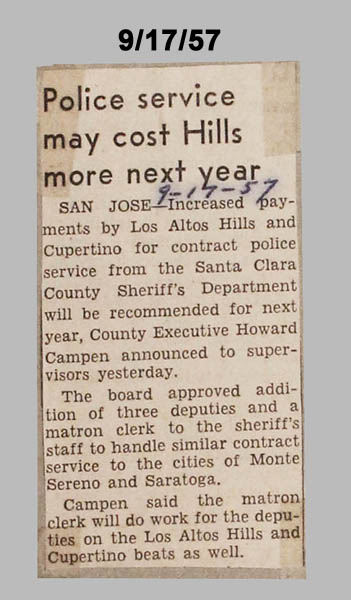 9/17/57
Police service
may cost Hills
more next year
9-17-57
SAN JOSE—Increased pay-
ments by Los Altos Hills and
Cupertino for contract police
service from the Santa Clara
County Sheriff's Department
will be recommended for next
year, County Executive Howard
Campen announced to super-
visors yesterday.
The board approved addi-
tion of three deputies and a
matron clerk to the sheriff's
staff to handle similar contract
service to the cities of Monte
Sereno and Saratoga.
Campen said the matron
clerk will do work for the depu-
ties on the Los Altos Hills and
Cupertino beats as well.